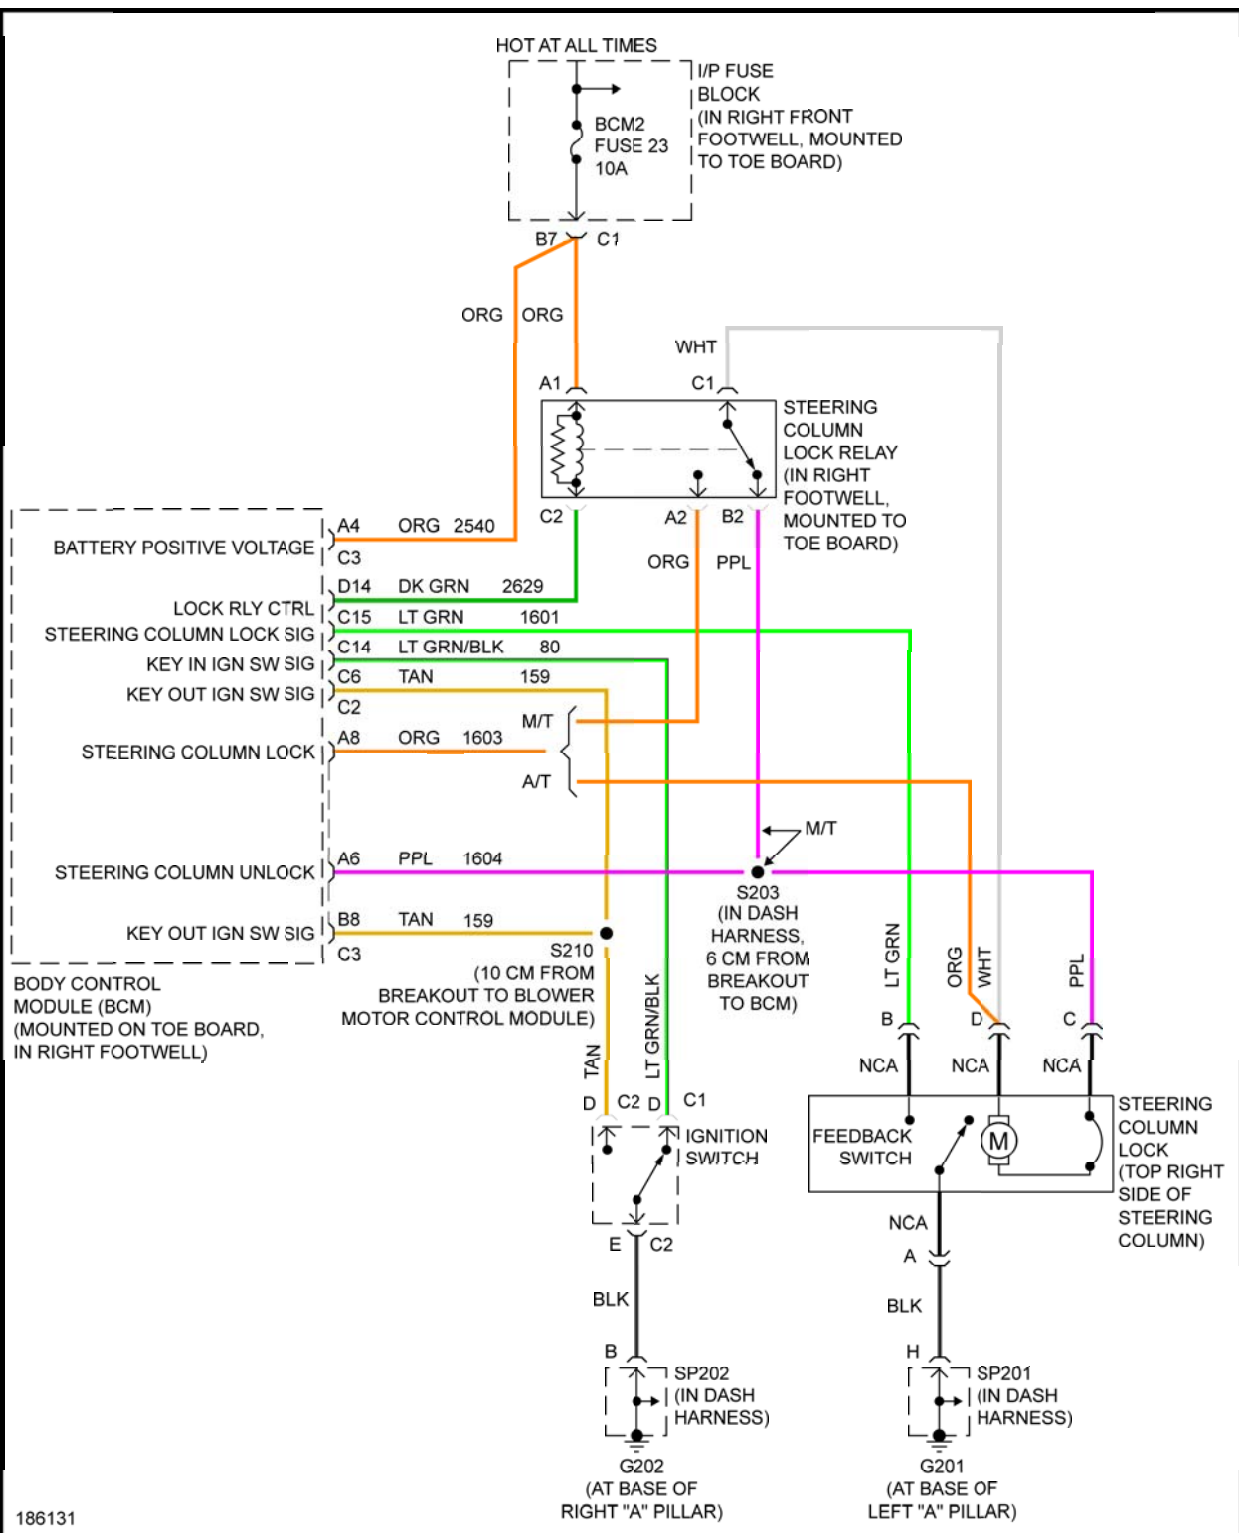 HOT AT ALL TIMES
I/P FUSE
BLOCK
(IN RIGHT FRONT
FOOTWELL, MOUNTED
TO TOE BOARD)
BCM2
FUSE 23
10A
B7 C1
ORG ORG
WHT
A1 C1
STEERING
COLUMN
LOCK RELAY
(IN RIGHT
FOOTWELL,
MOUNTED TO
TOE BOARD)
C2 A2 B2
ORG PPL
BATTERY POSITIVE VOLTAGE
A4 ORG 2540
C3
LOCK RLY CTRL
D14 DK GRN 2629
STEERING COLUMN LOCK SIG
C15 LT GRN 1601
KEY IN IGN SW SIG
C14 LT GRN/BLK 80
KEY OUT IGN SW SIG
C6 TAN 159
C2
M/T
STEERING COLUMN LOCK
A8 ORG 1603
A/T
M/T
STEERING COLUMN UNLOCK
A6 PPL 1604
S203
(IN DASH
HARNESS,
6 CM FROM
BREAKOUT
TO BCM)
KEY OUT IGN SW SIG
B8 TAN 159
C3
S210
(10 CM FROM
BREAKOUT TO BLOWER
MOTOR CONTROL MODULE)
BODY CONTROL
MODULE (BCM)
(MOUNTED ON TOE BOARD,
IN RIGHT FOOTWELL)
TAN
LT GRN/BLK
LT GRN
ORG
WHT
PPL
B D C
NCA NCA NCA
D C2 D C1
IGNITION
SWITCH
FEEDBACK
SWITCH
M
STEERING
COLUMN
LOCK
(TOP RIGHT
SIDE OF
STEERING
COLUMN)
E C2
NCA
A
BLK
BLK
B
H
SP202
(IN DASH
HARNESS)
SP201
(IN DASH
HARNESS)
G202
(AT BASE OF
RIGHT "A" PILLAR)
G201
(AT BASE OF
LEFT "A" PILLAR)
186131